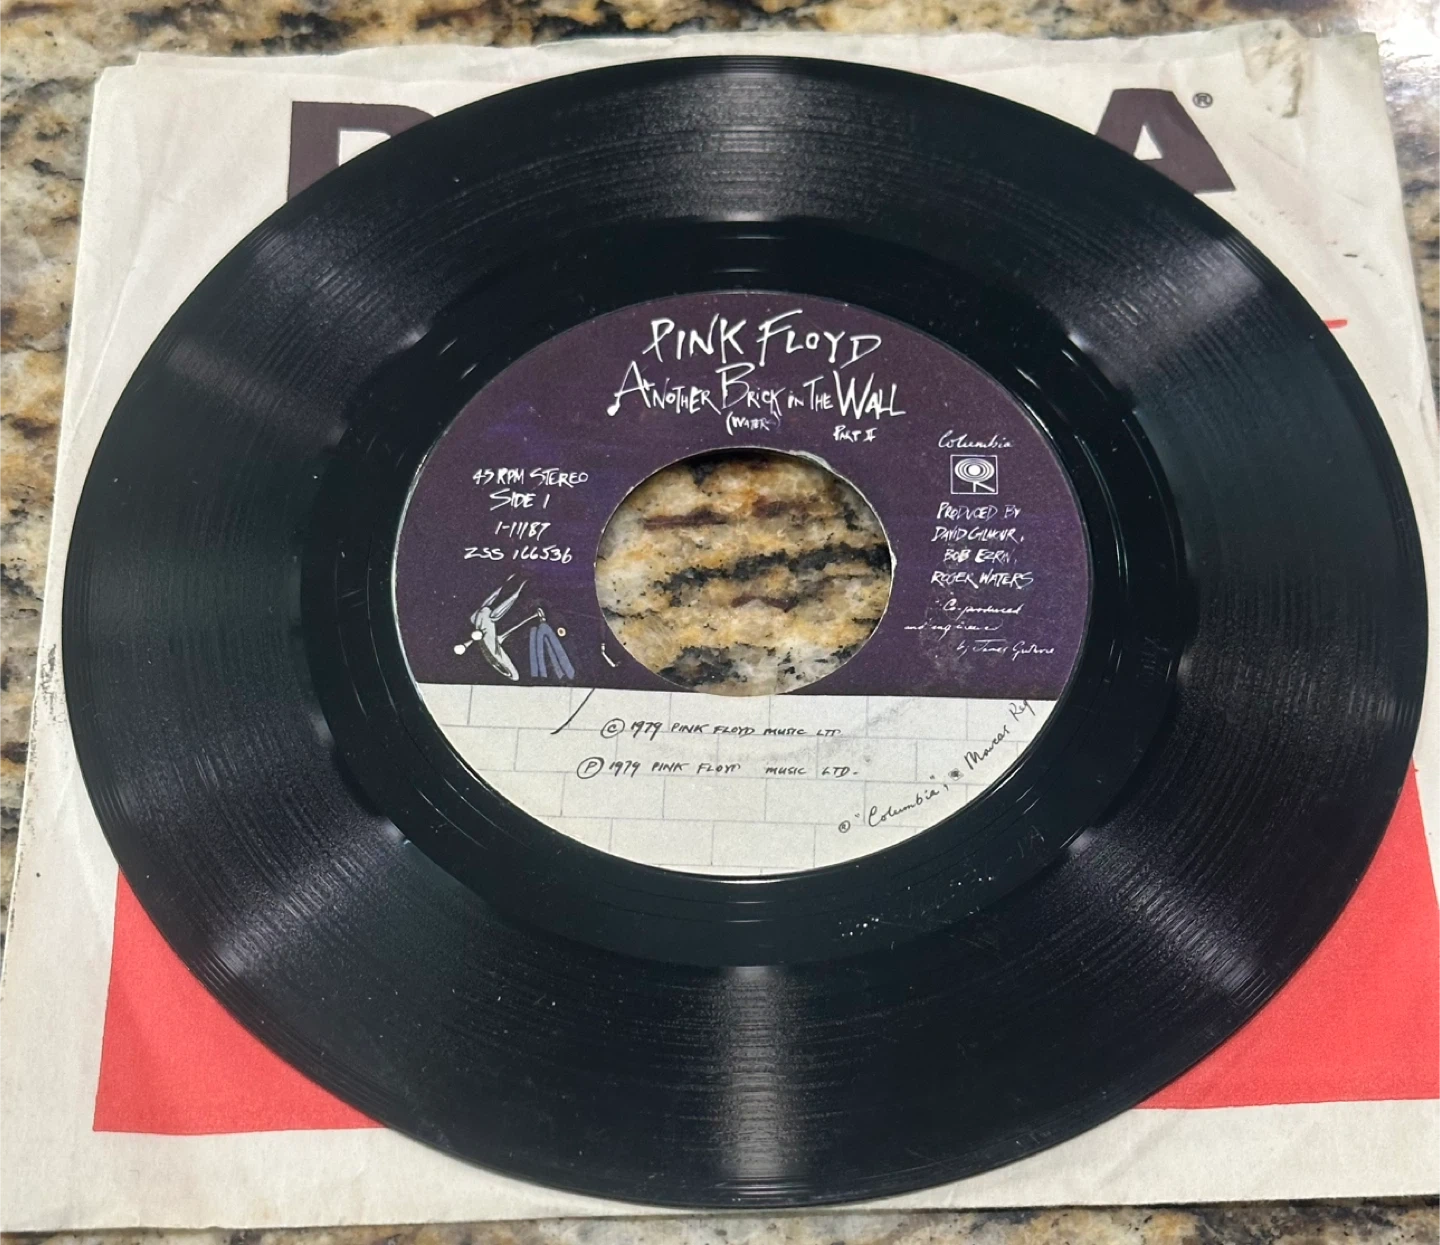 A®
PINK FLOYD
ANOTHER BRICK IN THE WALL
(WATERS)
PART II
45 RPM STEREO
SIDE 1
1-11187
ZSS 166536
Columbia
PRODUCED BY
DAVID GILMOUR,
BOB EZRIN,
ROGER WATERS
Co-produced
and engineered
by James Guthrie
© 1979 PINK FLOYD MUSIC LTD.
℗ 1979 PINK FLOYD MUSIC LTD.
® "Columbia", ® Marcas Reg